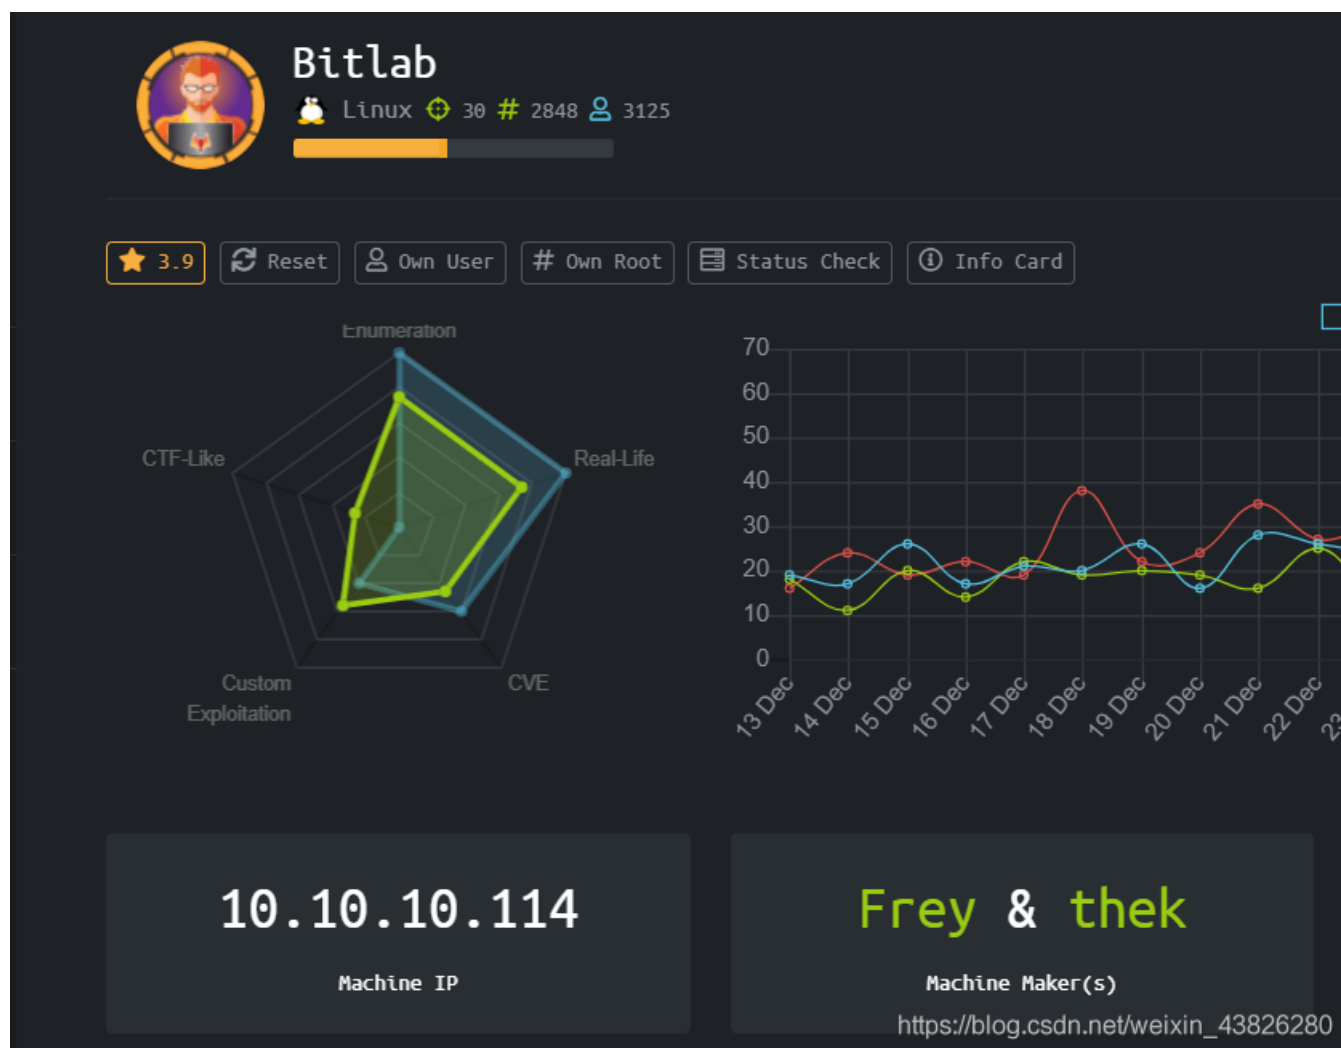 Bitlab
Linux 30 # 2848 3125
3.9 Reset Own User # Own Root Status Check Info Card
Enumeration
CTF-Like
Real-Life
Custom
Exploitation
CVE
70
60
50
40
30
20
10
0
13 Dec 14 Dec 15 Dec 16 Dec 17 Dec 18 Dec 19 Dec 20 Dec 21 Dec 22 Dec 23
10.10.10.114
Machine IP
Frey & thek
Machine Maker(s)
https://blog.csdn.net/weixin_43826280